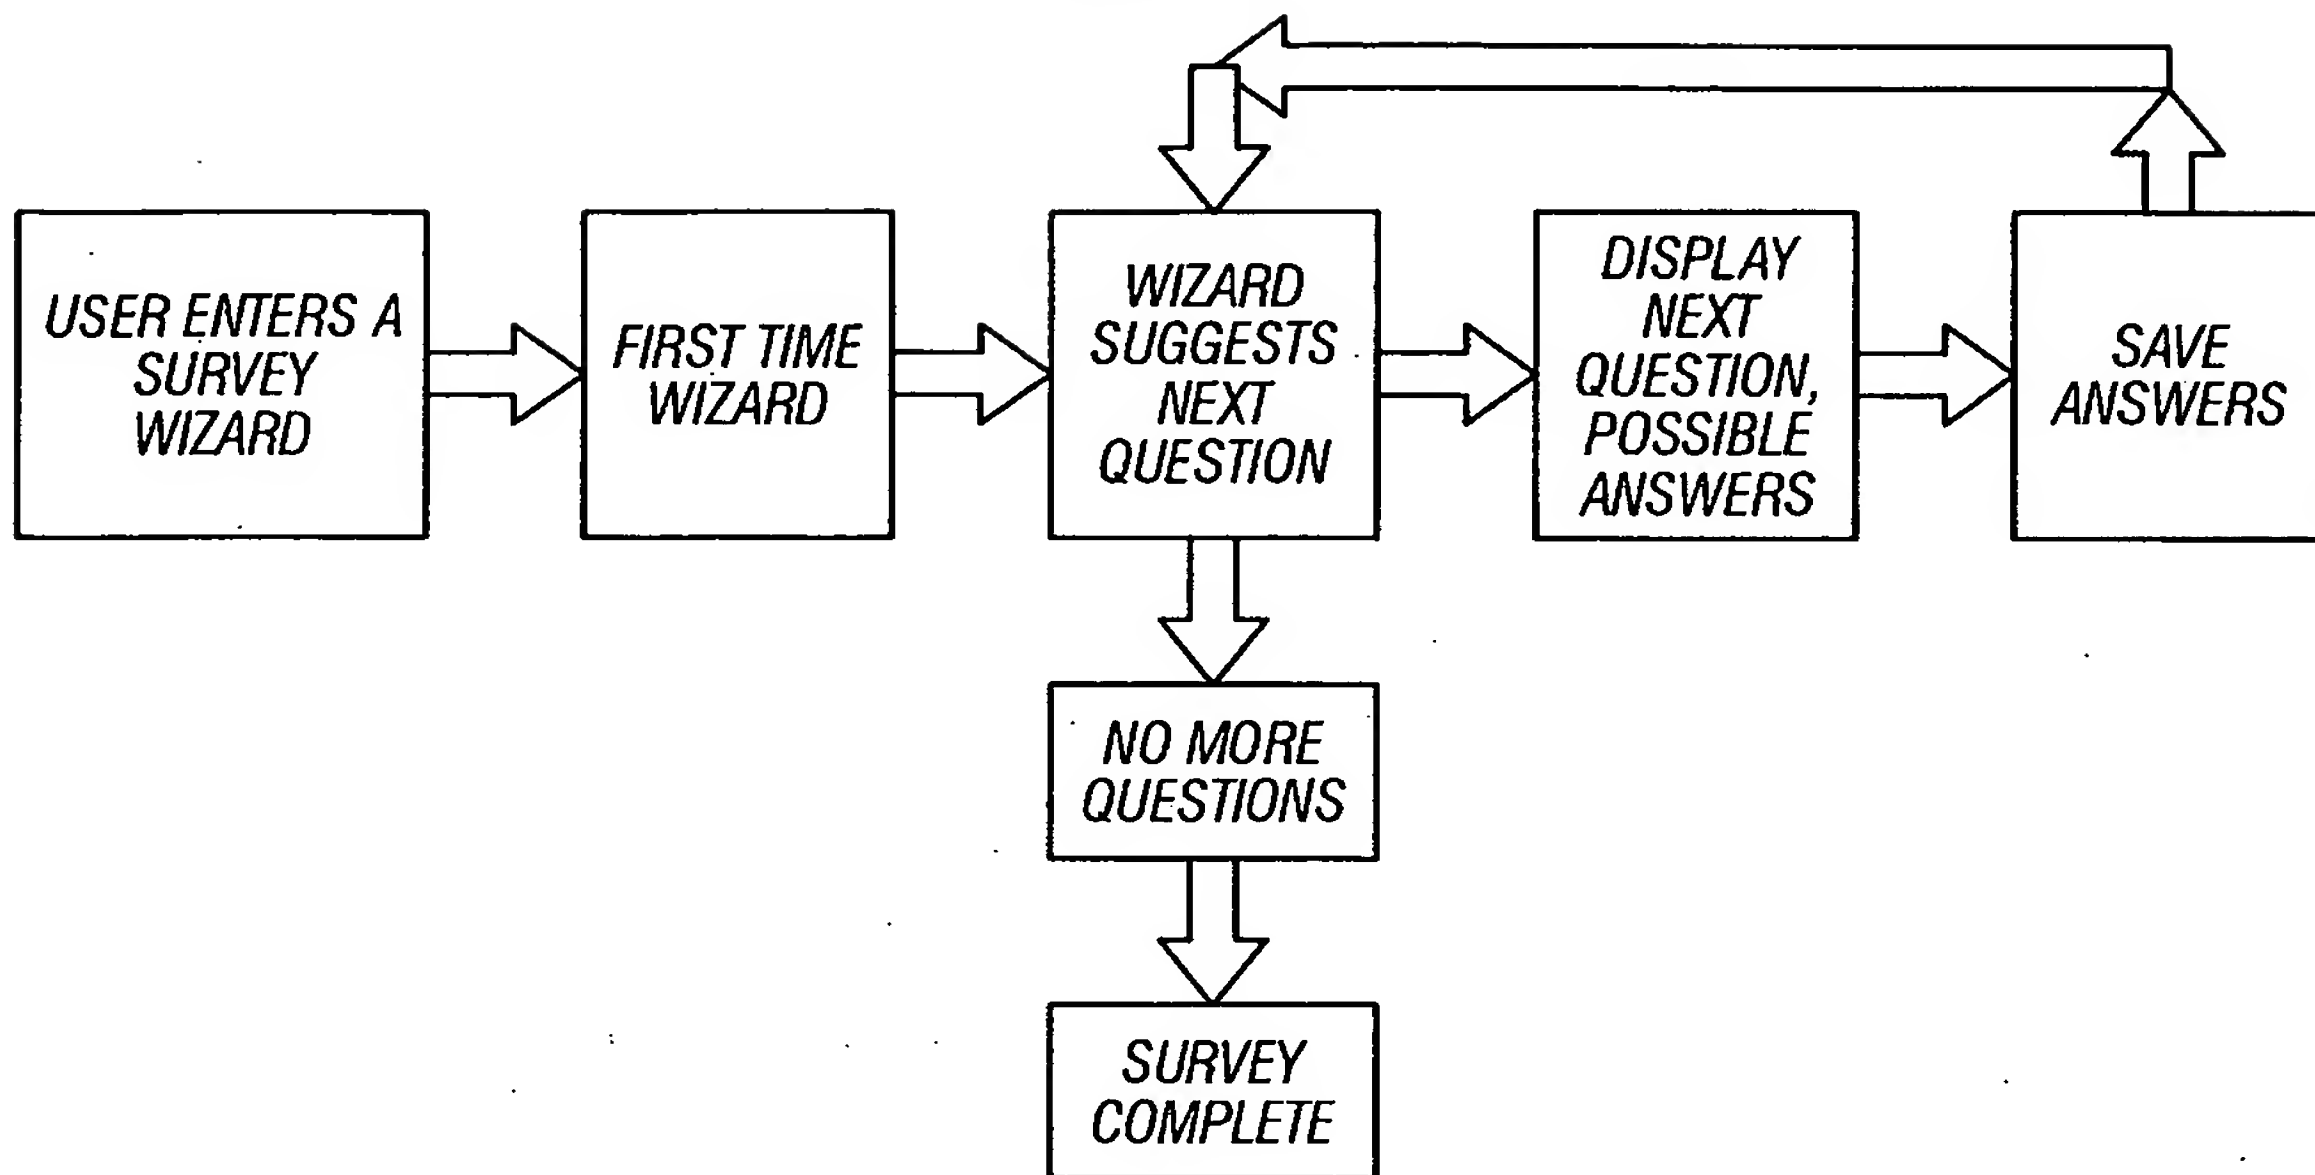 USER ENTERS A
SURVEY
WIZARD
FIRST TIME
WIZARD
WIZARD
SUGGESTS
NEXT
QUESTION
DISPLAY
NEXT
QUESTION,
POSSIBLE
ANSWERS
SAVE
ANSWERS
NO MORE
QUESTIONS
SURVEY
COMPLETE